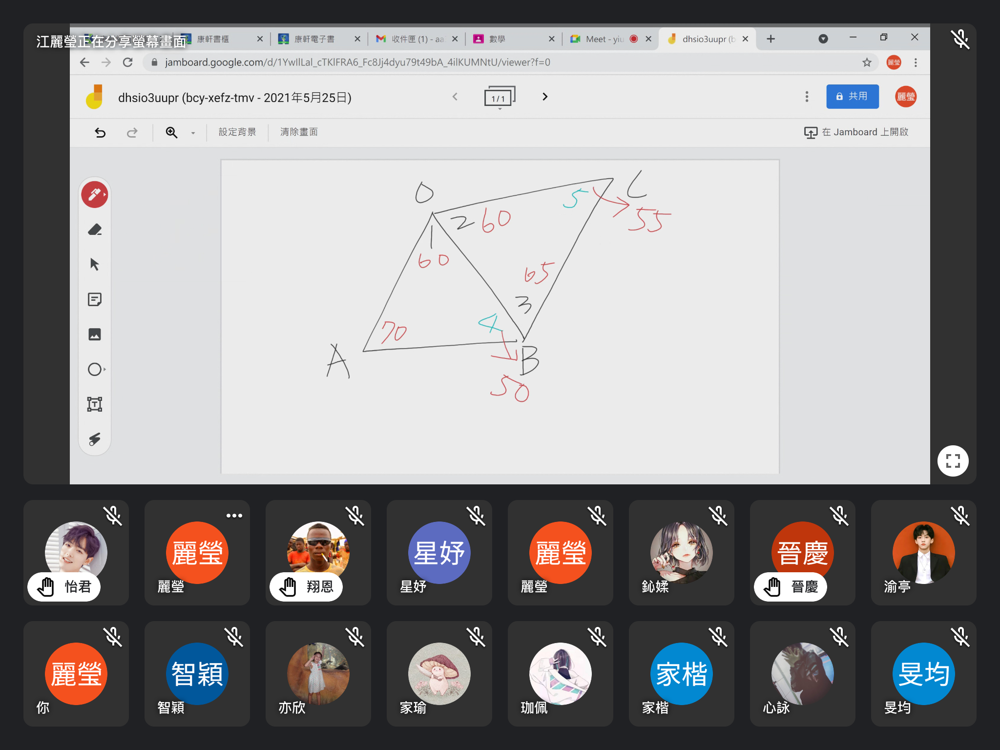 江麗瑩正在分享螢幕畫面
康軒書櫃
康軒電子書
收件匣 (1) - aa
數學
Meet - yiu
dhsio3uupr (b
jamboard.google.com/d/1YwIlLal_cTKlFRA6_Fc8Jj4dyu79t49bA_4ilKUMNtU/viewer?f=0
麗瑩
dhsio3uupr (bcy-xefz-tmv - 2021年5月25日)
1/1
共用
麗瑩
設定背景
清除畫面
在 Jamboard 上開啟
O
C
5
2 60
55
1
60
65
3
4
70
A
B
50
麗瑩
星妤
麗瑩
晉慶
怡君
麗瑩
翔恩
星妤
麗瑩
鈊媃
晉慶
渝亭
麗瑩
智穎
家楷
旻均
你
智穎
亦欣
家瑜
珈佩
家楷
心詠
旻均